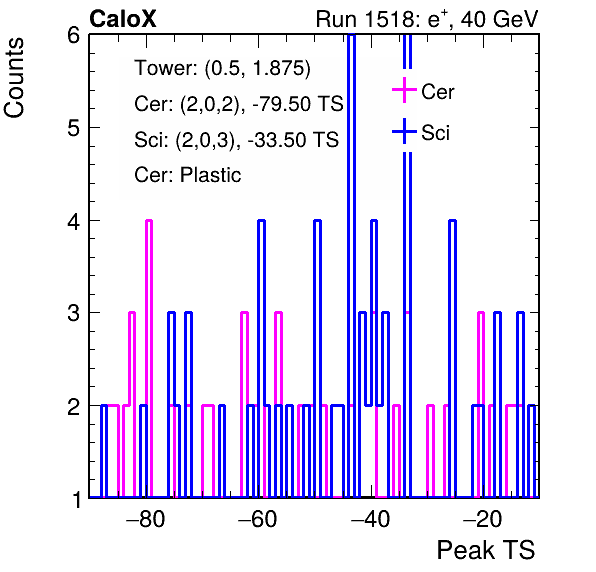 CaloX Run 1518: e⁺, 40 GeV
Counts
6
Tower: (0.5, 1.875)
Cer: (2,0,2), -79.50 TS
Cer
5
Sci: (2,0,3), -33.50 TS
Sci
Cer: Plastic
4
3
2
1
−80 −60 −40 −20
Peak TS